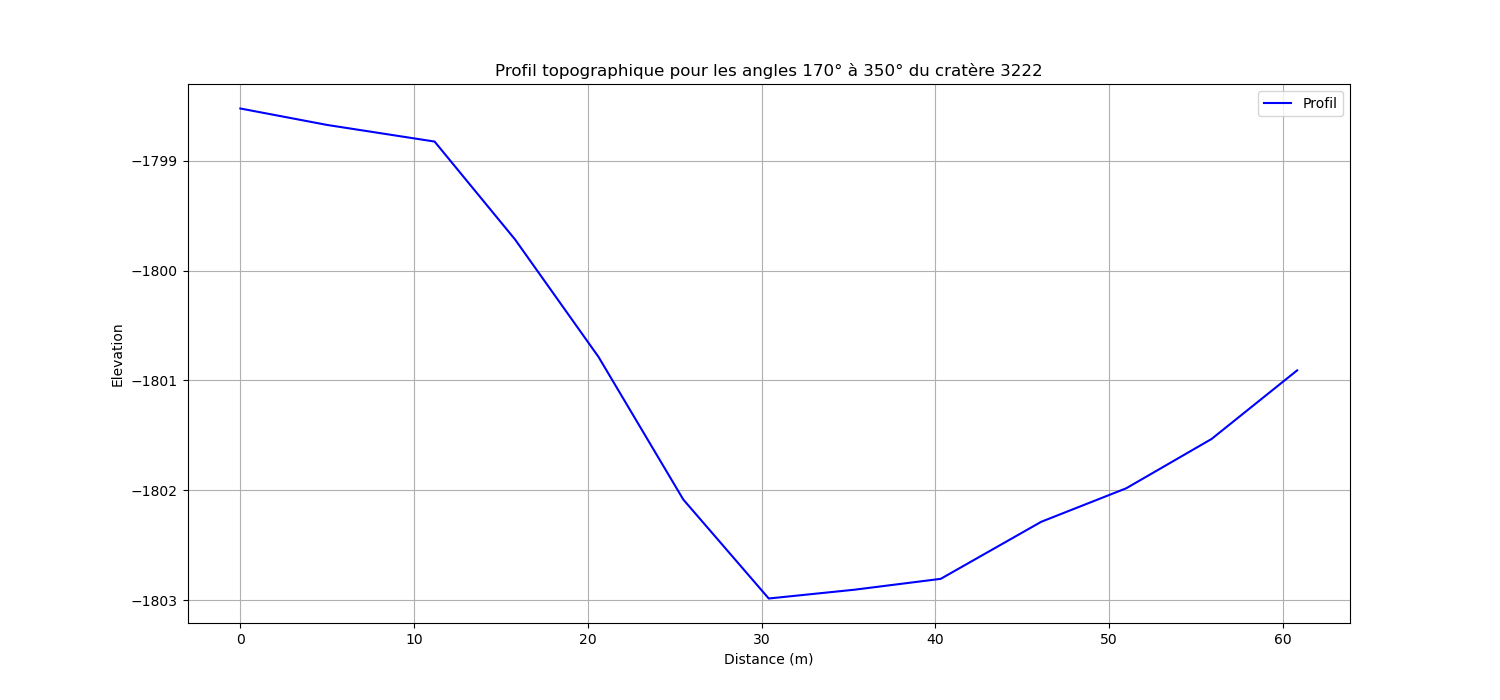 Profil topographique pour les angles 170° à 350° du cratère 3222
Profil
−1799
−1800
−1801
−1802
−1803
Elevation
0 10 20 30 40 50 60
Distance (m)